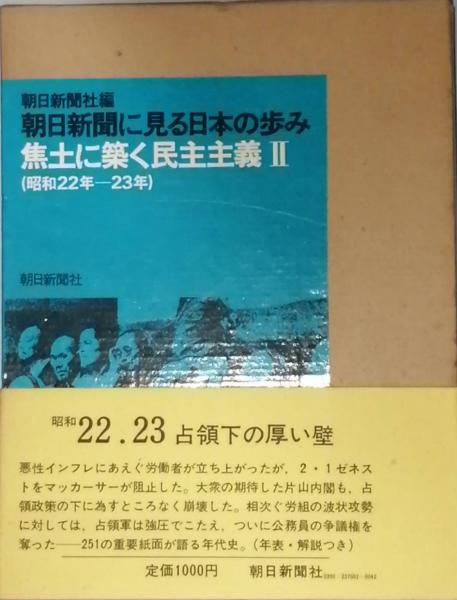 朝日新聞社編
朝日新聞に見る日本の歩み
焦土に築く民主主義 II
(昭和22年―23年)
朝日新聞社
昭和22.23 占領下の厚い壁
悪性インフレにあえぐ労働者が立ち上がったが、2・1ゼネス
トをマッカーサーが阻止した。大衆の期待した片山内閣も、占
領政策の下に為すところなく崩壊した。相次ぐ労組の波状攻勢
に対しては、占領軍は強圧でこたえ、ついに公務員の争議権を
奪った――251の重要紙面が語る年代史。(年表・解説つき)
定価1000円 朝日新聞社